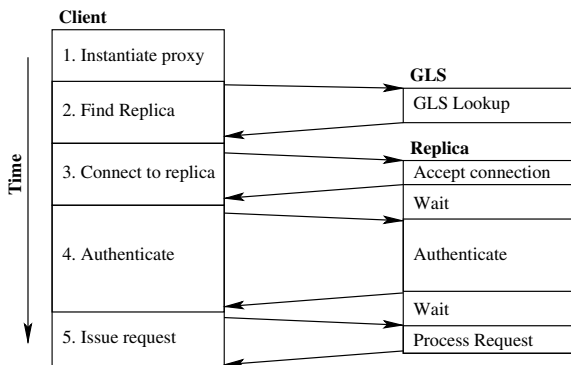 Client
1. Instantiate proxy
GLS
2. Find Replica
GLS Lookup
Replica
3. Connect to replica
Accept connection
Wait
Time
4. Authenticate
Authenticate
Wait
5. Issue request
Process Request